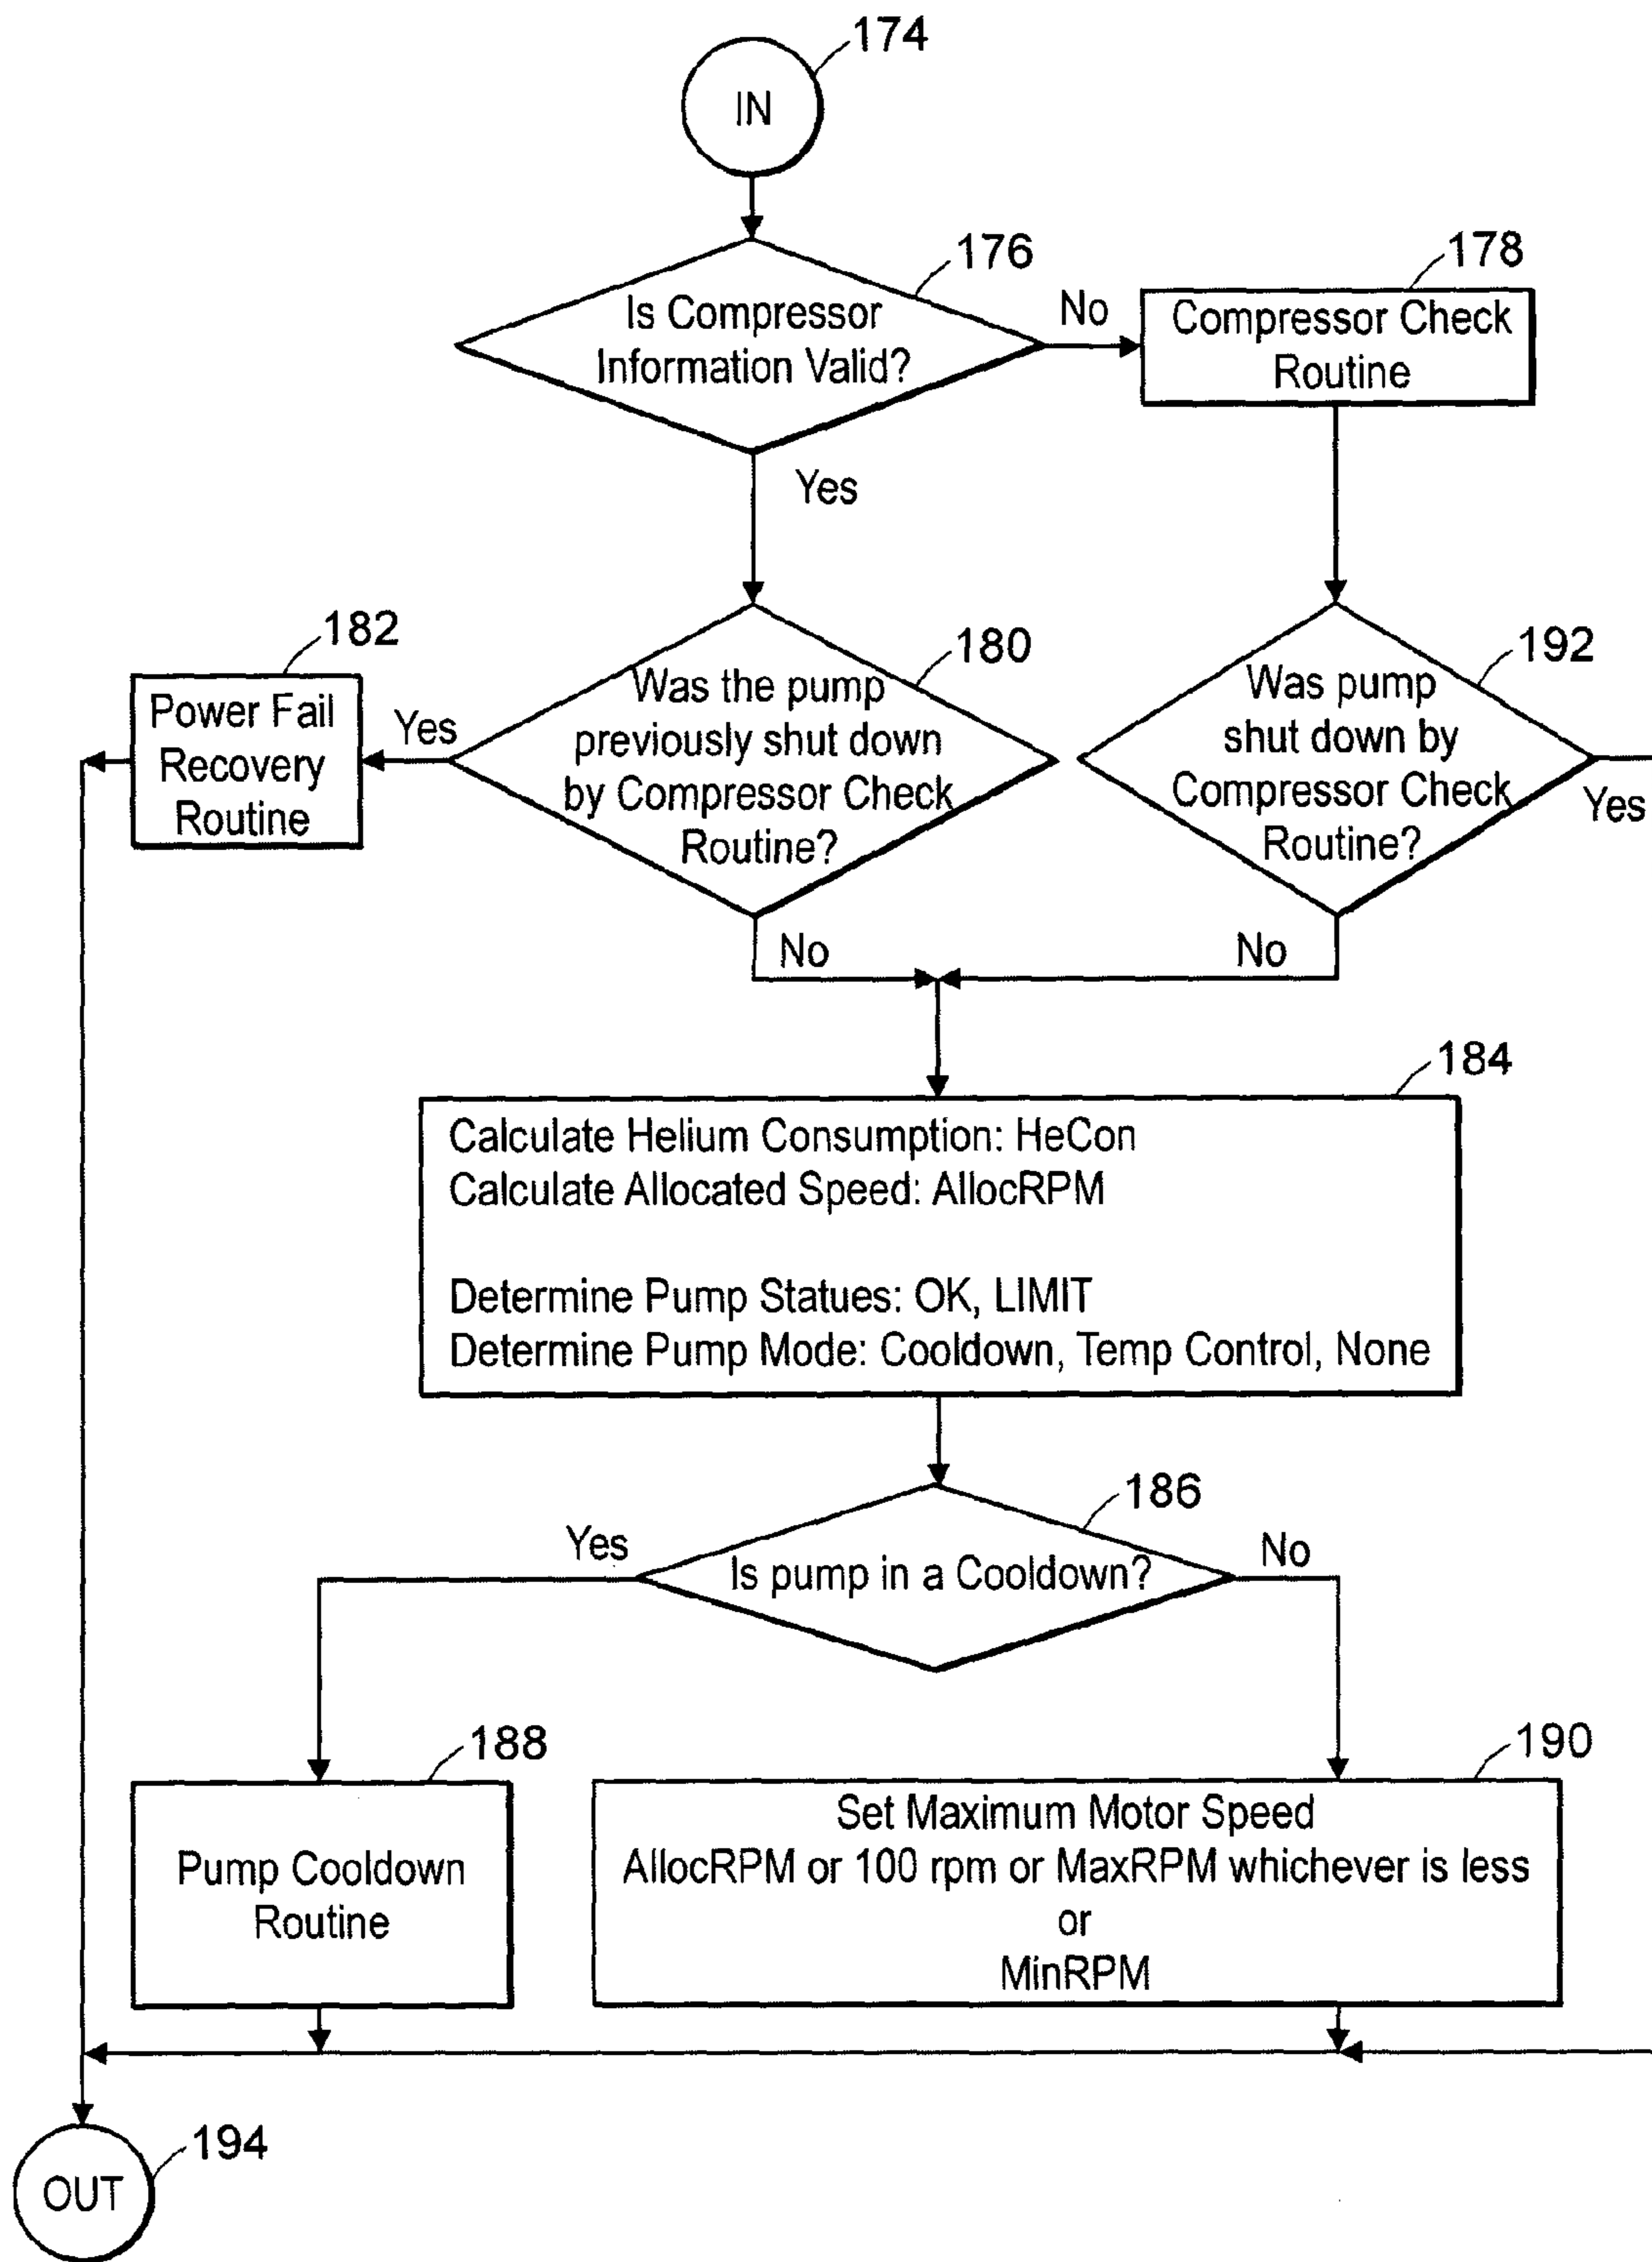 174
IN
176
Is Compressor
Information Valid?
No
178
Compressor Check
Routine
Yes
182
Power Fail
Recovery
Routine
Yes
180
Was the pump
previously shut down
by Compressor Check
Routine?
192
Was pump
shut down by
Compressor Check
Routine?
Yes
No
No
184
Calculate Helium Consumption: HeCon
Calculate Allocated Speed: AllocRPM
Determine Pump Statues: OK, LIMIT
Determine Pump Mode: Cooldown, Temp Control, None
186
Yes
Is pump in a Cooldown?
No
188
Pump Cooldown
Routine
190
Set Maximum Motor Speed
AllocRPM or 100 rpm or MaxRPM whichever is less
or
MinRPM
194
OUT